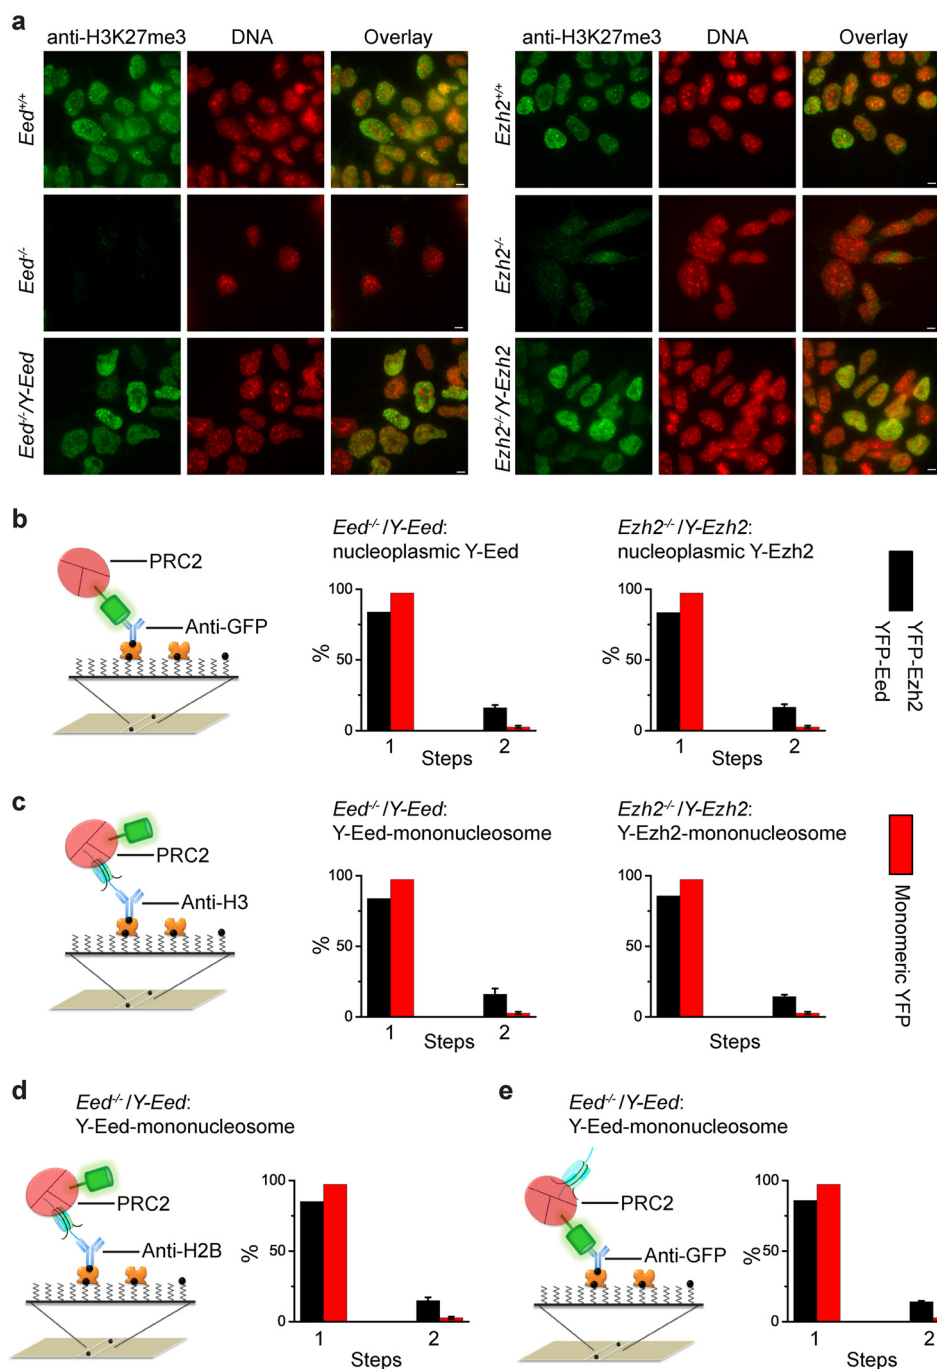 a
anti-H3K27me3 DNA Overlay
Eed+/+
Eed-/-
Eed-/-/Y-Eed
anti-H3K27me3 DNA Overlay
Ezh2+/+
Ezh2-/-
Ezh2-/-/Y-Ezh2
b
PRC2
Anti-GFP
Eed-/-/Y-Eed:
nucleoplasmic Y-Eed
100
50
0
%
1 2
Steps
Ezh2-/-/Y-Ezh2:
nucleoplasmic Y-Ezh2
100
50
0
%
1 2
Steps
YFP-Ezh2
YFP-Eed
c
PRC2
Anti-H3
Eed-/-/Y-Eed:
Y-Eed-mononucleosome
100
50
0
%
1 2
Steps
Ezh2-/-/Y-Ezh2:
Y-Ezh2-mononucleosome
100
50
0
%
Steps
Monomeric YFP
d
Eed-/-/Y-Eed:
Y-Eed-mononucleosome
PRC2
Anti-H2B
100
50
0
%
1 2
Steps
e
Eed-/-/Y-Eed:
Y-Eed-mononucleosome
PRC2
Anti-GFP
100
50
0
%
1 2
Steps